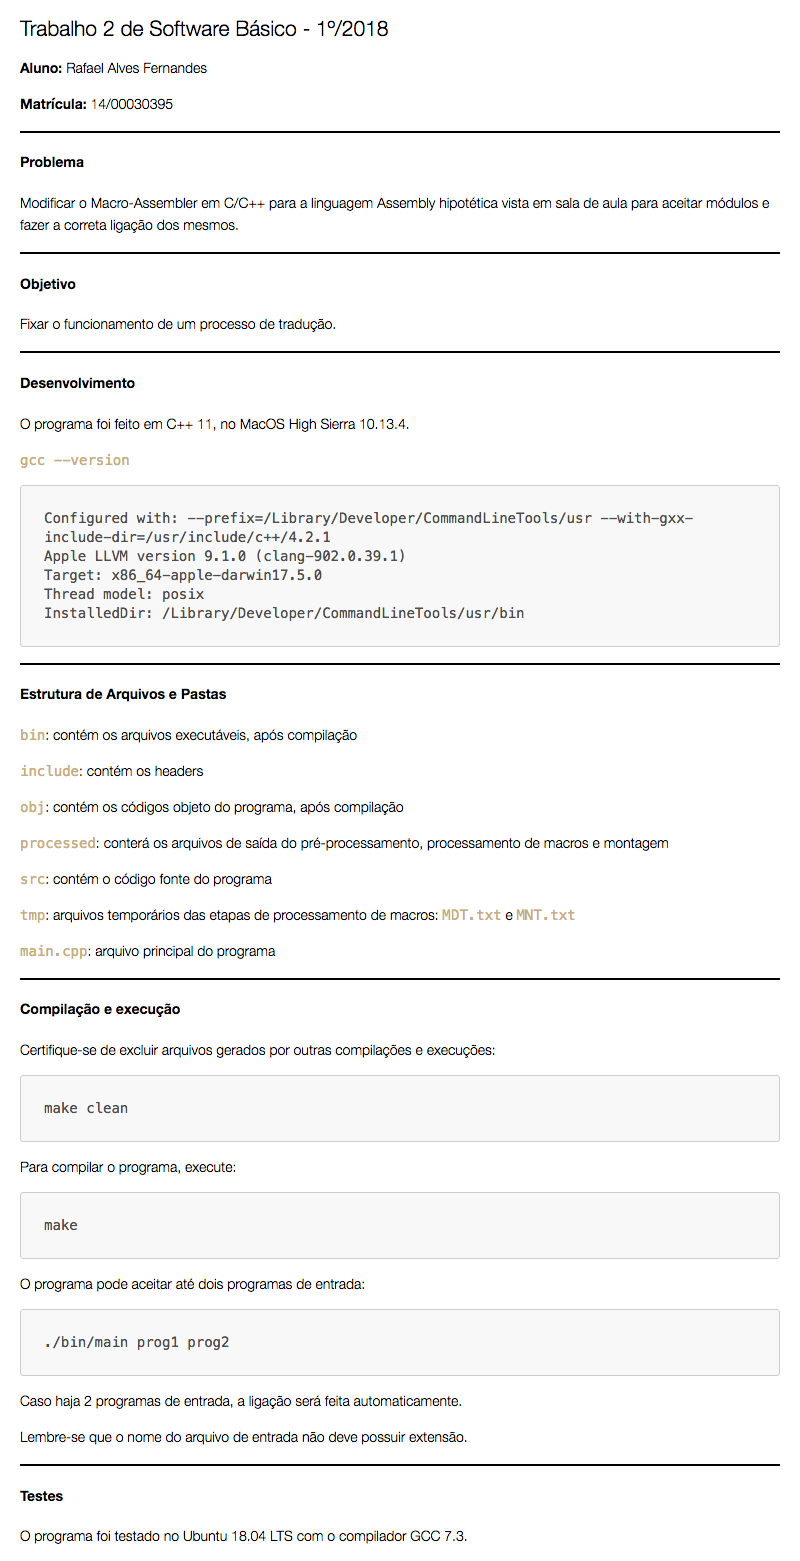 Trabalho 2 de Software Básico - 1º/2018
Aluno: Rafael Alves Fernandes
Matrícula: 14/00030395
Problema
Modificar o Macro-Assembler em C/C++ para a linguagem Assembly hipotética vista em sala de aula para aceitar módulos e
fazer a correta ligação dos mesmos.
Objetivo
Fixar o funcionamento de um processo de tradução.
Desenvolvimento
O programa foi feito em C++ 11, no MacOS High Sierra 10.13.4.
gcc --version
Configured with: --prefix=/Library/Developer/CommandLineTools/usr --with-gxx-
include-dir=/usr/include/c++/4.2.1
Apple LLVM version 9.1.0 (clang-902.0.39.1)
Target: x86_64-apple-darwin17.5.0
Thread model: posix
InstalledDir: /Library/Developer/CommandLineTools/usr/bin
Estrutura de Arquivos e Pastas
bin: contém os arquivos executáveis, após compilação
include: contém os headers
obj: contém os códigos objeto do programa, após compilação
processed: conterá os arquivos de saída do pré-processamento, processamento de macros e montagem
src: contém o código fonte do programa
tmp: arquivos temporários das etapas de processamento de macros: MDT.txt e MNT.txt
main.cpp: arquivo principal do programa
Compilação e execução
Certifique-se de excluir arquivos gerados por outras compilações e execuções:
make clean
Para compilar o programa, execute:
make
O programa pode aceitar até dois programas de entrada:
./bin/main prog1 prog2
Caso haja 2 programas de entrada, a ligação será feita automaticamente.
Lembre-se que o nome do arquivo de entrada não deve possuir extensão.
Testes
O programa foi testado no Ubuntu 18.04 LTS com o compilador GCC 7.3.